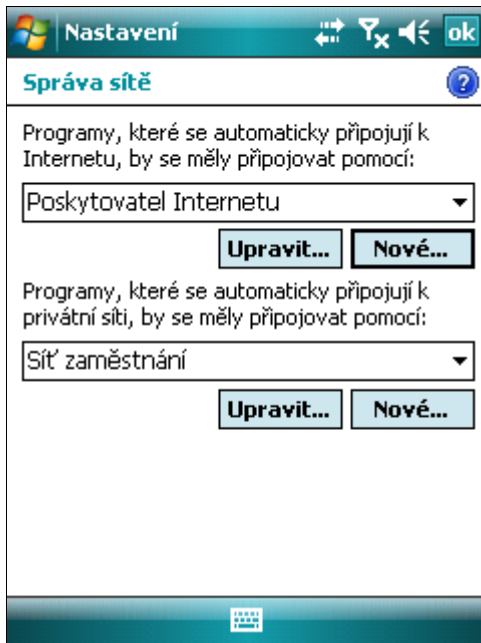 Nastavení ok
Správa sítě ?
Programy, které se automaticky připojují k
Internetu, by se měly připojovat pomocí:
Poskytovatel Internetu
Upravit... Nové...
Programy, které se automaticky připojují k
privátní síti, by se měly připojovat pomocí:
Síť zaměstnání
Upravit... Nové...